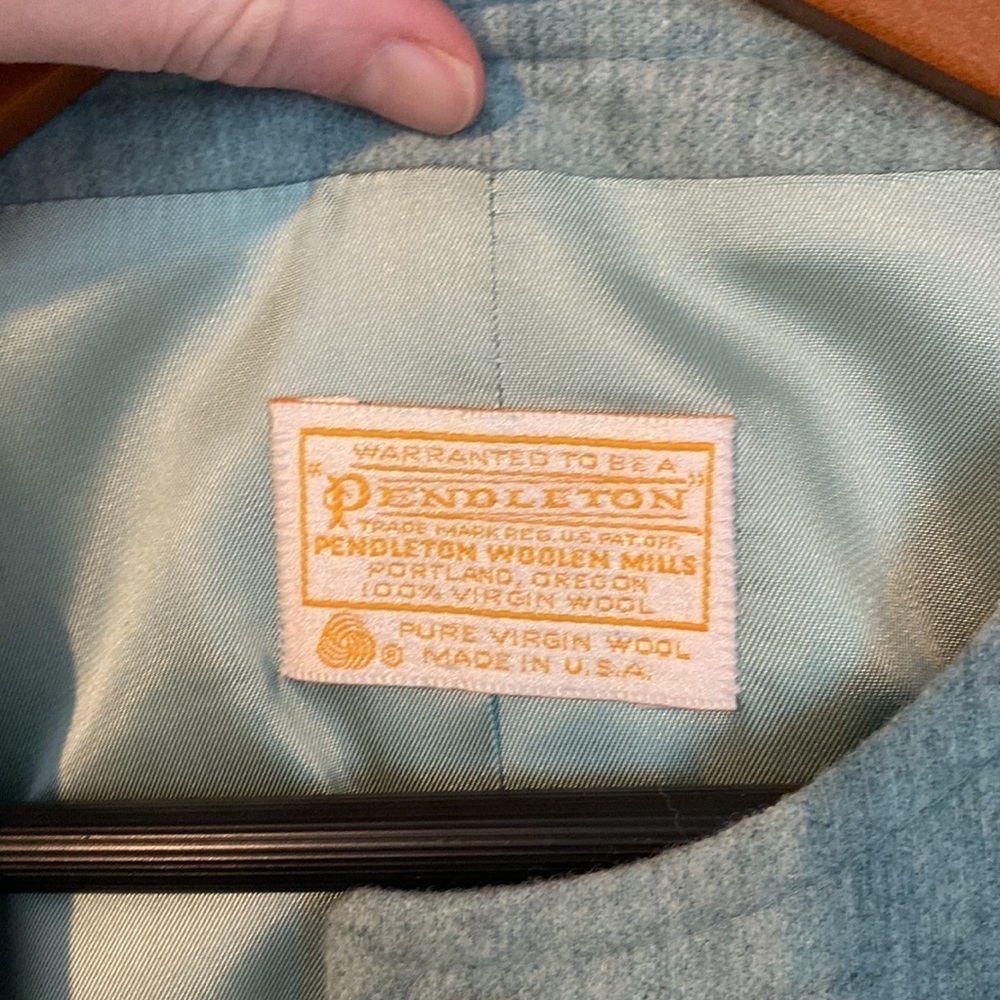 WARRANTED TO BE A
"PENDLETON"
TRADE MARK REG. U.S. PAT. OFF.
PENDLETON WOOLEN MILLS
PORTLAND, OREGON
100% VIRGIN WOOL
PURE VIRGIN WOOL
® MADE IN U.S.A.